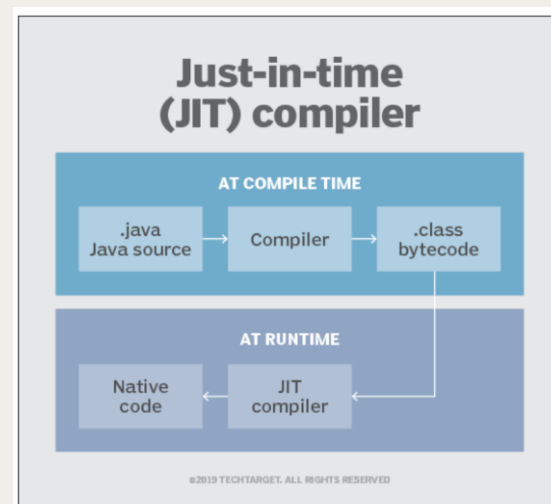 Just-in-time
(JIT) compiler
AT COMPILE TIME
.java
Java source
Compiler
.class
bytecode
AT RUNTIME
Native
code
JIT
compiler
©2019 TECHTARGET. ALL RIGHTS RESERVED